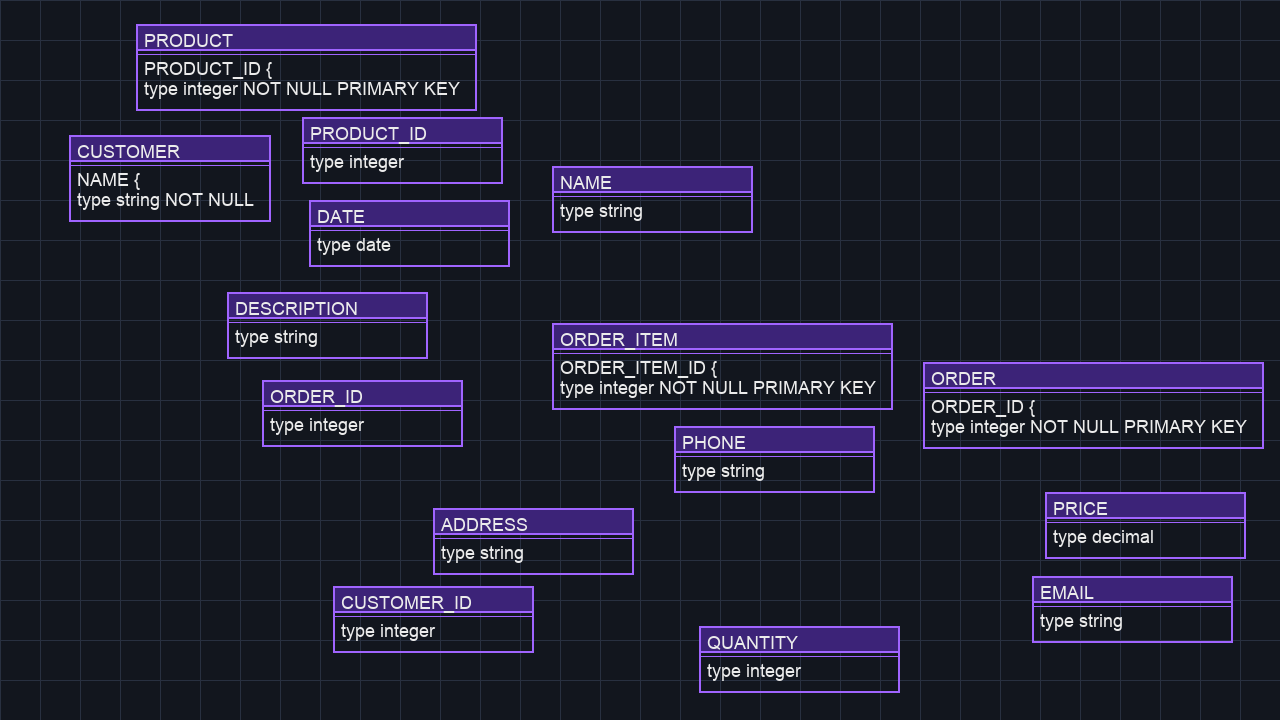 PRODUCT
PRODUCT_ID {
type integer NOT NULL PRIMARY KEY
PRODUCT_ID
type integer
CUSTOMER
NAME {
type string NOT NULL
NAME
type string
DATE
type date
DESCRIPTION
type string
ORDER_ITEM
ORDER_ITEM_ID {
type integer NOT NULL PRIMARY KEY
ORDER
ORDER_ID {
type integer NOT NULL PRIMARY KEY
ORDER_ID
type integer
PHONE
type string
PRICE
type decimal
ADDRESS
type string
EMAIL
type string
CUSTOMER_ID
type integer
QUANTITY
type integer